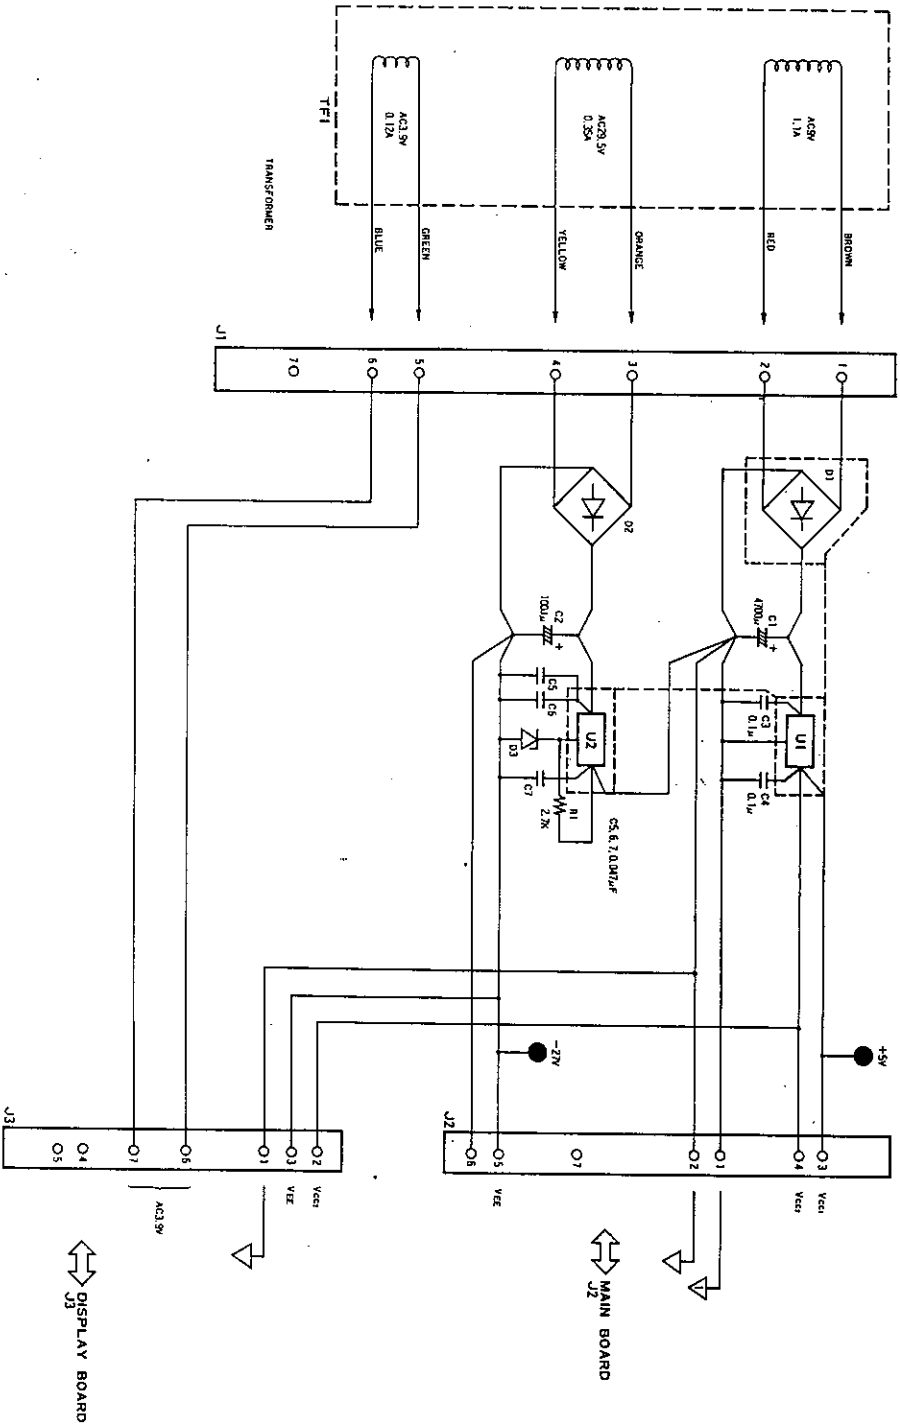 TF1
TRANSFORMER
AC9V
1.1A
AC29.5V
0.35A
AC3.9V
0.12A
BROWN
RED
ORANGE
YELLOW
GREEN
BLUE
J1
1
2
3
4
5
6
7
D1
C1
4700μ
+
U1
C3
0.1μ
C4
0.1μ
D2
C2
+
C5
C6
U2
D3
C7
R1
2.7K
C5,6,7,0.047μF
+5V
-27V
J2
3
4
1
2
7
5
6
VCC1
VCC2
VEE
MAIN BOARD
J2
J3
2
3
1
6
7
4
5
VEE
AC3.9V
DISPLAY BOARD
J3